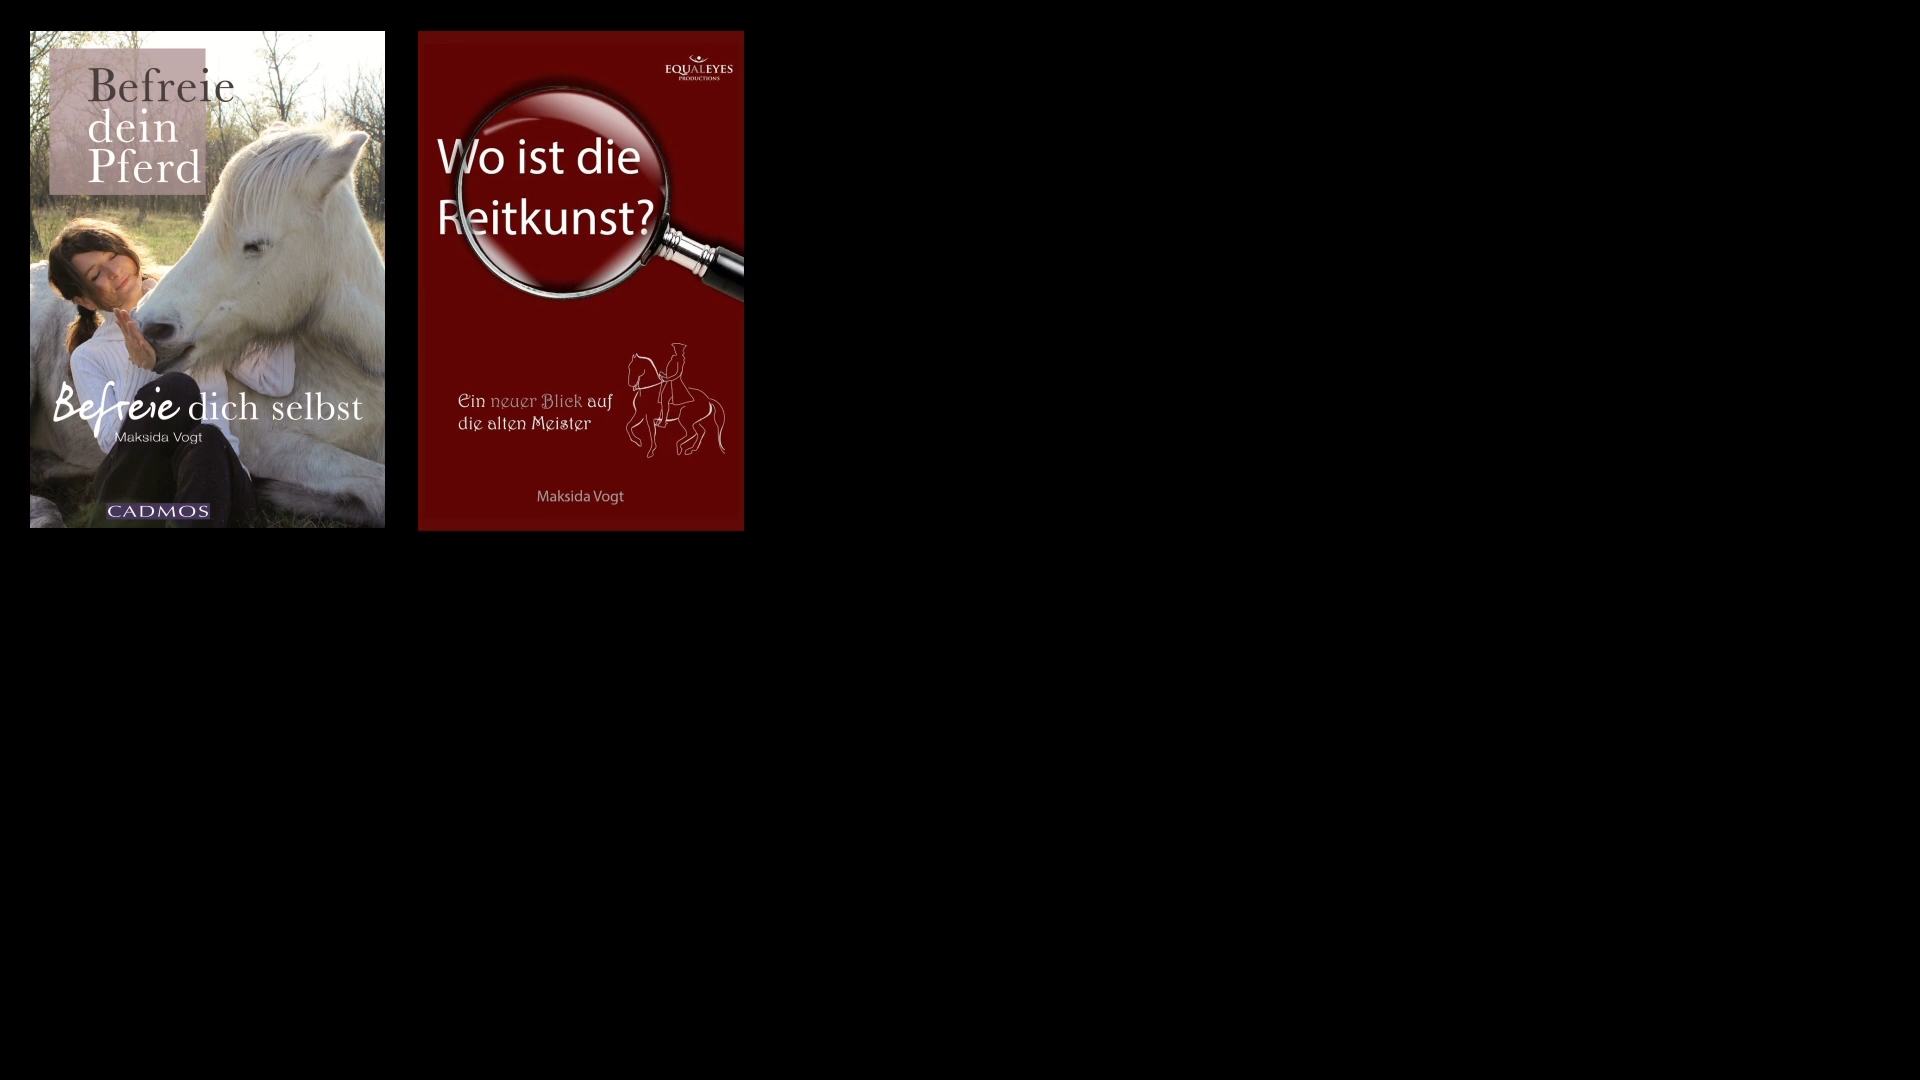 Befreie
dein
Pferd
Befreie dich selbst
Maksida Vogt
CADMOS
EQUALEYES
PRODUCTIONS
Wo ist die
Reitkunst?
Ein neuer Blick auf
die alten Meister
Maksida Vogt